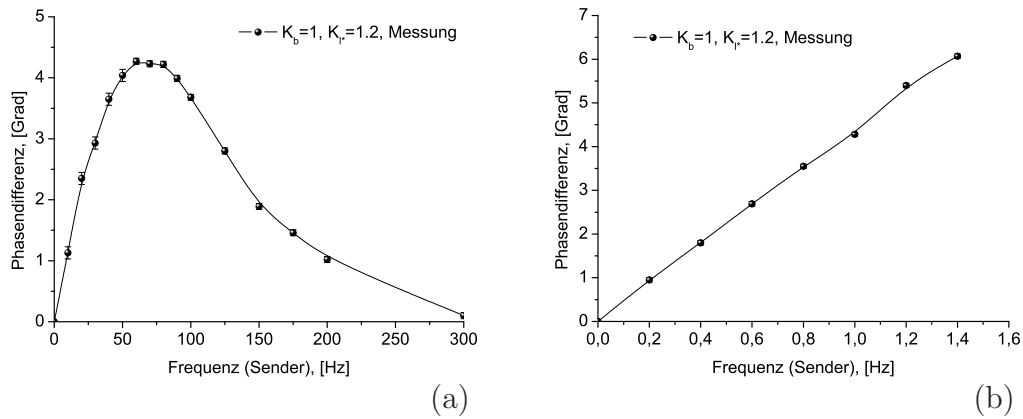 K_b=1, K_l*=1.2, Messung
Phasendifferenz, [Grad]
5
4
3
2
1
0
0 50 100 150 200 250 300
Frequenz (Sender), [Hz]
(a)
K_b=1, K_l*=1.2, Messung
Phasendifferenz, [Grad]
7
6
5
4
3
2
1
0
0,0 0,2 0,4 0,6 0,8 1,0 1,2 1,4 1,6
Frequenz (Sender), [Hz]
(b)